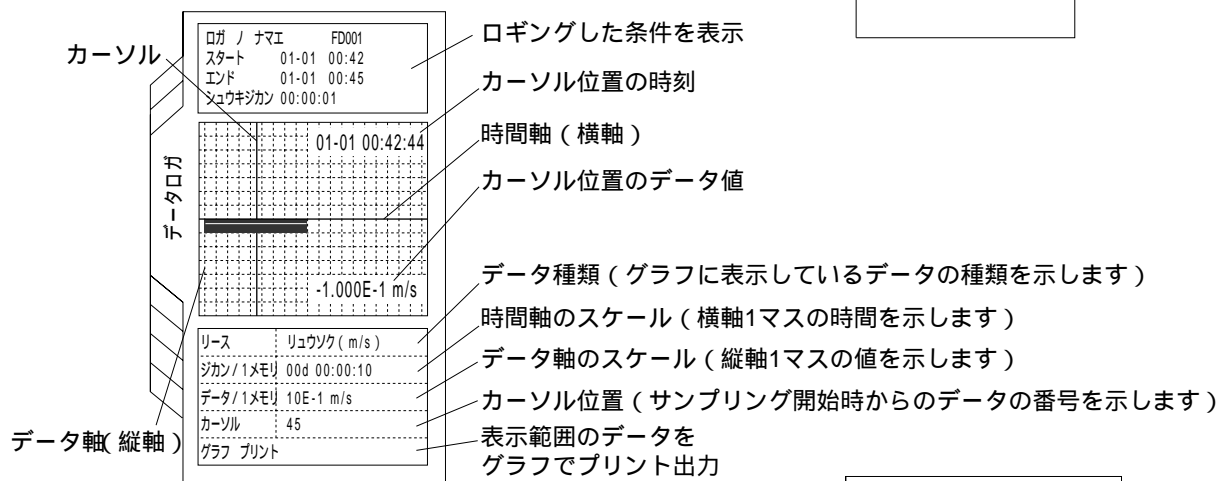 カーソル
データロガ
データ軸(縦軸)
ロガ ノ ナマエ FD001
スタート 01-01 00:42
エンド 01-01 00:45
シュウキジカン 00:00:01
01-01 00:42:44
-1.000E-1 m/s
リース リュウソク(m/s)
ジカン/1メモリ 00d 00:00:10
データ/1メモリ 10E-1 m/s
カーソル 45
グラフ プリント
ロギングした条件を表示
カーソル位置の時刻
時間軸(横軸)
カーソル位置のデータ値
データ種類(グラフに表示しているデータの種類を示します)
時間軸のスケール(横軸1マスの時間を示します)
データ軸のスケール(縦軸1マスの値を示します)
カーソル位置(サンプリング開始時からのデータの番号を示します)
表示範囲のデータを
グラフでプリント出力